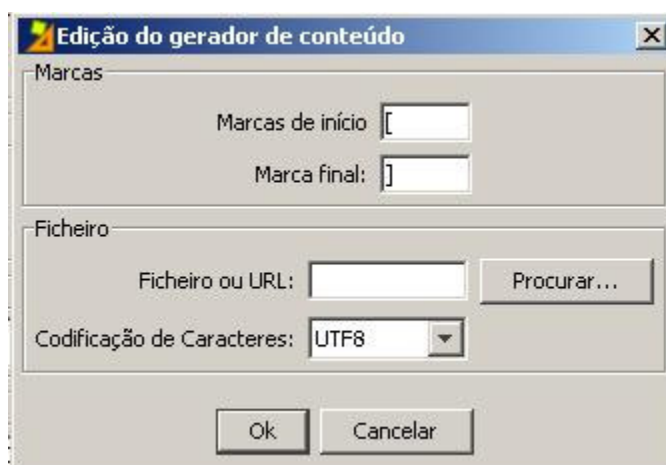 Edição do gerador de conteúdo
Marcas
Marcas de início [
Marca final: ]
Ficheiro
Ficheiro ou URL: Procurar...
Codificação de Caracteres: UTF8
Ok Cancelar